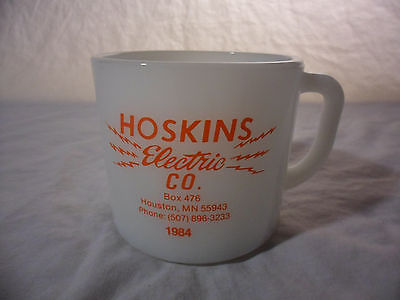 HOSKINS
Electric
CO.
Box 476
Houston, MN 55943
Phone: (507) 896-3233
1984